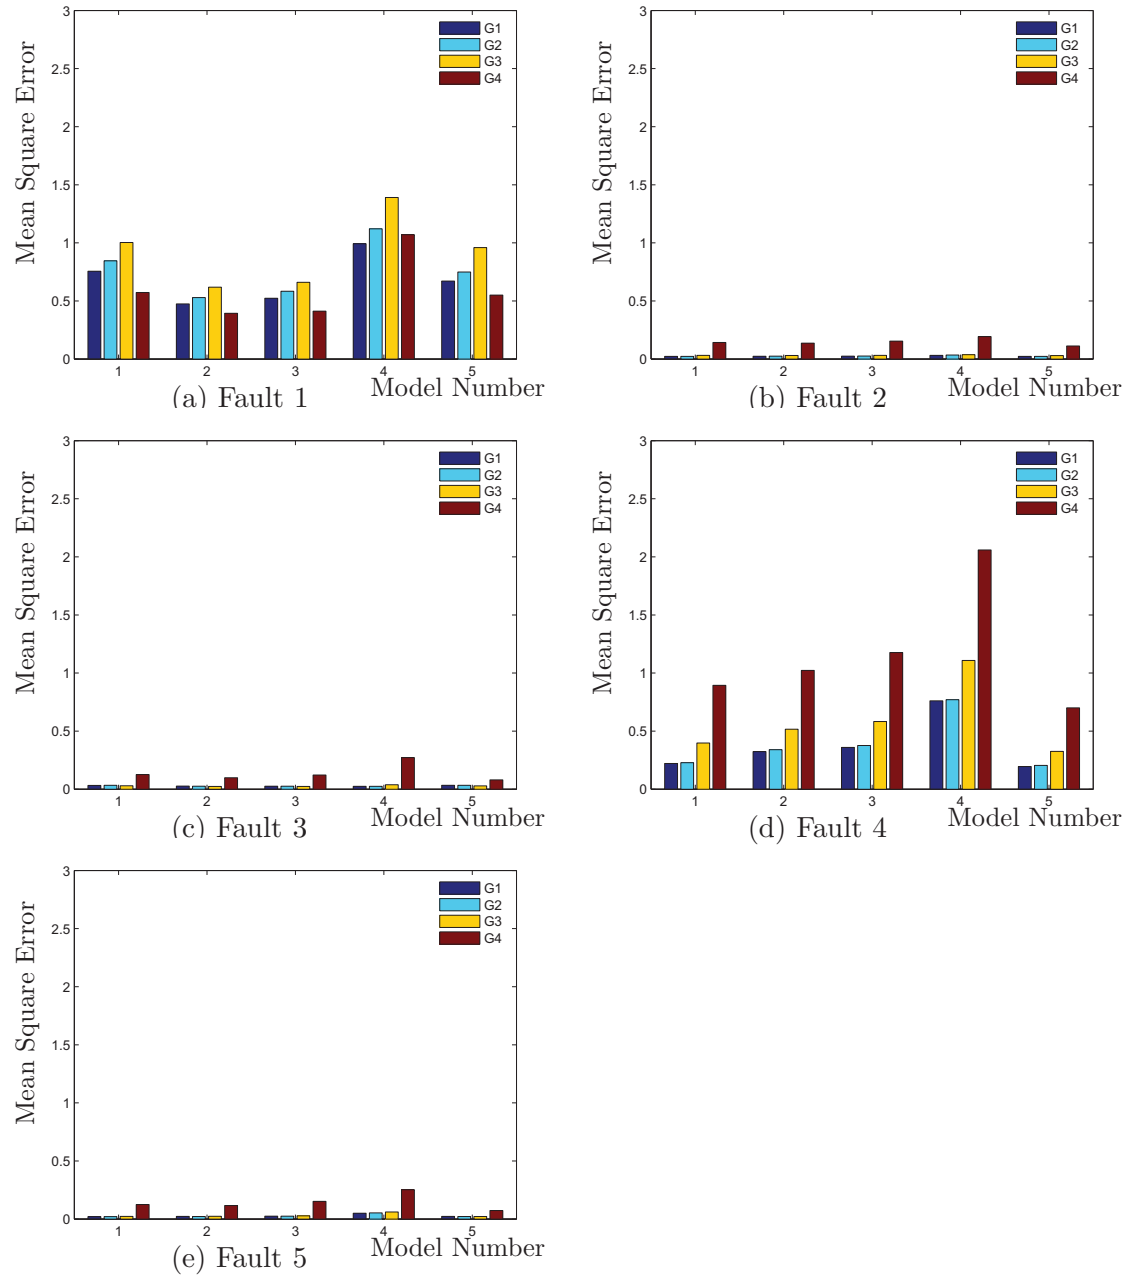 3
2.5
2
1.5
1
0.5
0
Mean Square Error
G1
G2
G3
G4
1 2 3 4 5
Model Number
(a) Fault 1
3
2.5
2
1.5
1
0.5
0
Mean Square Error
G1
G2
G3
G4
1 2 3 4 5
Model Number
(b) Fault 2
3
2.5
2
1.5
1
0.5
0
Mean Square Error
G1
G2
G3
G4
1 2 3 4 5
Model Number
(c) Fault 3
3
2.5
2
1.5
1
0.5
0
Mean Square Error
G1
G2
G3
G4
1 2 3 4 5
Model Number
(d) Fault 4
3
2.5
2
1.5
1
0.5
0
Mean Square Error
G1
G2
G3
G4
1 2 3 4 5
Model Number
(e) Fault 5